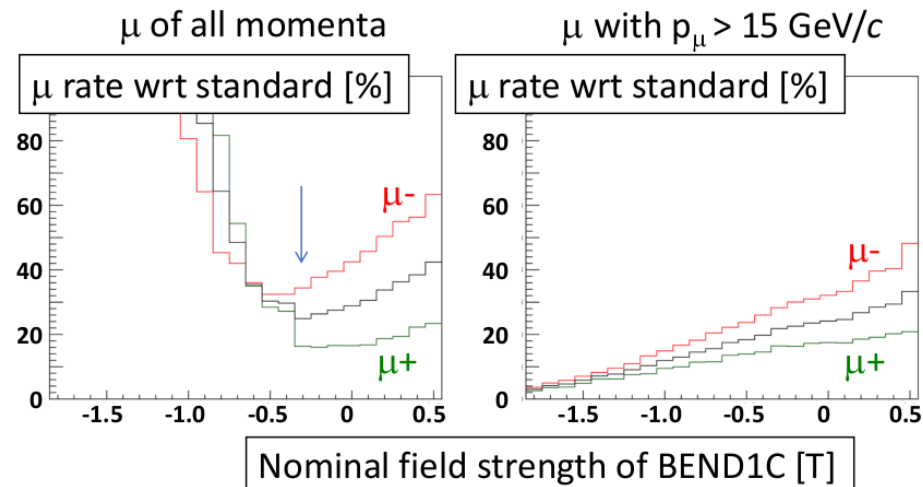 μ of all momenta
μ with pμ > 15 GeV/c
μ rate wrt standard [%]
μ rate wrt standard [%]
80
60
40
20
0
μ-
μ+
-1.5 -1.0 -0.5 0 0.5
80
60
40
20
0
μ-
μ+
-1.5 -1.0 -0.5 0 0.5
Nominal field strength of BEND1C [T]